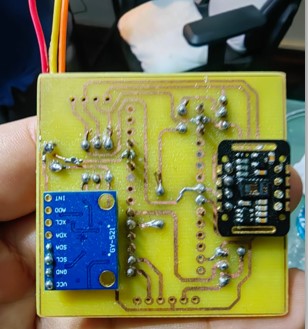 INT
ADO
XCL
XDA
SDA
SCL
GND
VCC
"GY-521"